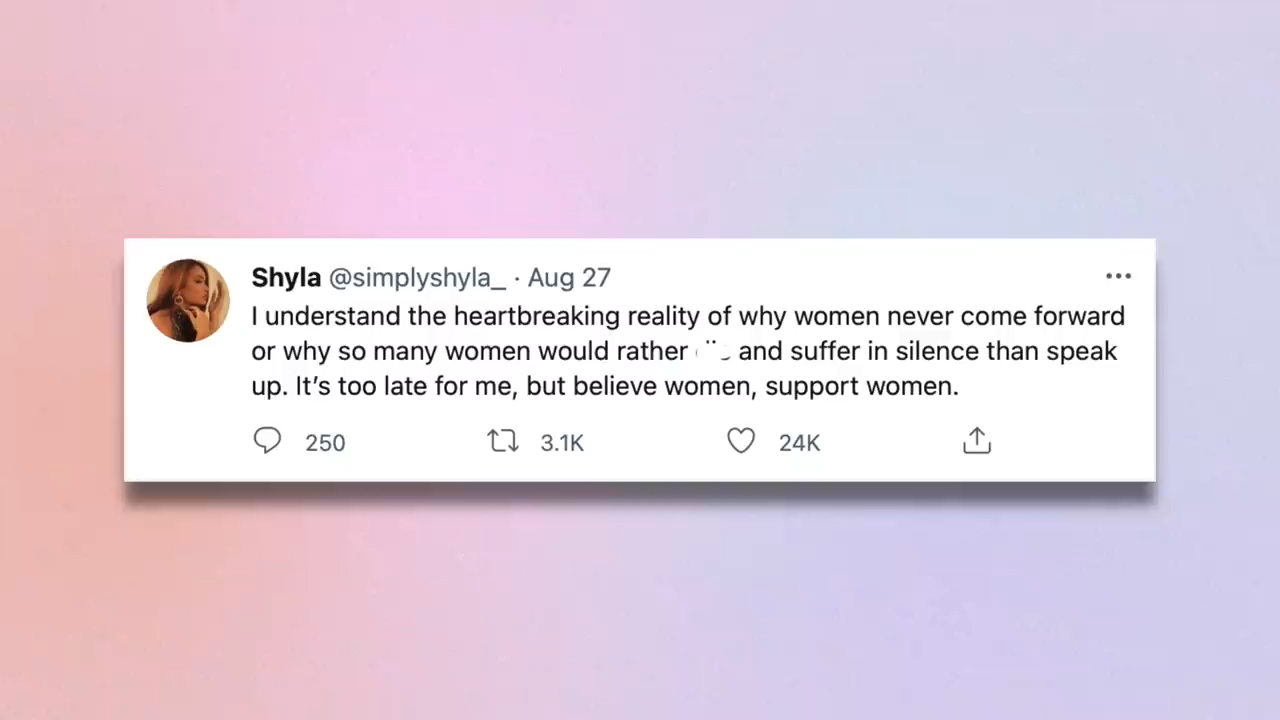 Shyla @simplyshyla_ · Aug 27
I understand the heartbreaking reality of why women never come forward
or why so many women would rather and suffer in silence than speak
up. It’s too late for me, but believe women, support women.
250 3.1K 24K